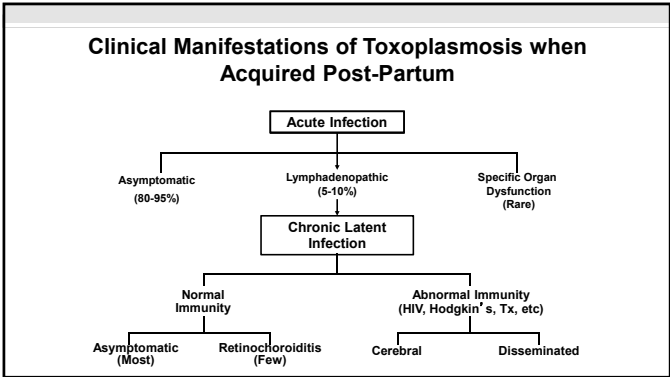 Clinical Manifestations of Toxoplasmosis when
Acquired Post-Partum
Acute Infection
Asymptomatic
(80-95%)
Lymphadenopathic
(5-10%)
Specific Organ
Dysfunction
(Rare)
Chronic Latent
Infection
Normal
Immunity
Abnormal Immunity
(HIV, Hodgkin's, Tx, etc)
Asymptomatic
(Most)
Retinochoroiditis
(Few)
Cerebral
Disseminated